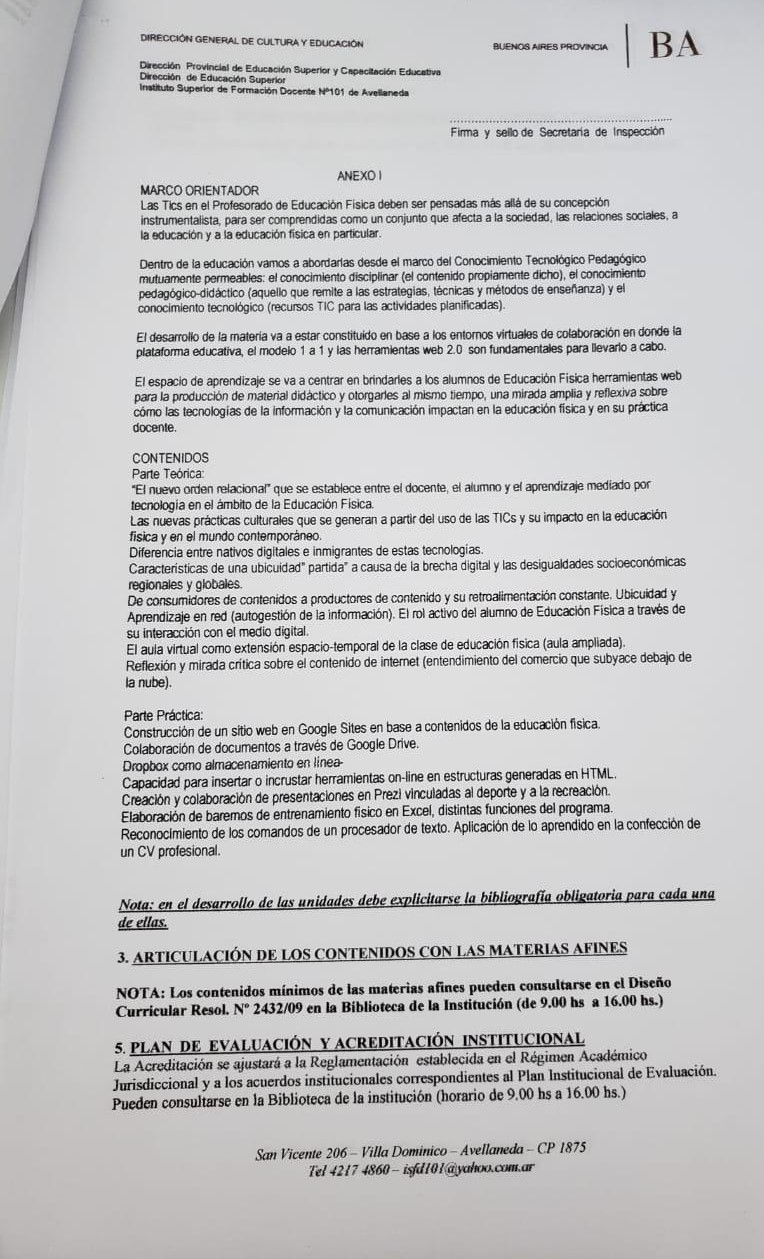 DIRECCIÓN GENERAL DE CULTURA Y EDUCACIÓN
BUENOS AIRES PROVINCIA
BA
Dirección Provincial de Educación Superior y Capacitación Educativa
Dirección de Educación Superior
Instituto Superior de Formación Docente Nº101 de Avellaneda
Firma y sello de Secretaria de Inspección
ANEXO I
MARCO ORIENTADOR
Las Tics en el Profesorado de Educación Física deben ser pensadas más allá de su concepción
instrumentalista, para ser comprendidas como un conjunto que afecta a la sociedad, las relaciones sociales, a
la educación y a la educación física en particular.
Dentro de la educación vamos a abordarlas desde el marco del Conocimiento Tecnológico Pedagógico
mutuamente permeables: el conocimiento disciplinar (el contenido propiamente dicho), el conocimiento
pedagógico-didáctico (aquello que remite a las estrategias, técnicas y métodos de enseñanza) y el
conocimiento tecnológico (recursos TIC para las actividades planificadas).
El desarrollo de la materia va a estar constituido en base a los entornos virtuales de colaboración en donde la
plataforma educativa, el modelo 1 a 1 y las herramientas web 2.0 son fundamentales para llevarlo a cabo.
El espacio de aprendizaje se va a centrar en brindarles a los alumnos de Educación Física herramientas web
para la producción de material didáctico y otorgarles al mismo tiempo, una mirada amplia y reflexiva sobre
cómo las tecnologías de la información y la comunicación impactan en la educación física y en su práctica
docente.
CONTENIDOS
Parte Teórica:
"El nuevo orden relacional" que se establece entre el docente, el alumno y el aprendizaje mediado por
tecnología en el ámbito de la Educación Física.
Las nuevas prácticas culturales que se generan a partir del uso de las TICs y su impacto en la educación
física y en el mundo contemporáneo.
Diferencia entre nativos digitales e inmigrantes de estas tecnologías.
Características de una ubicuidad" partida" a causa de la brecha digital y las desigualdades socioeconómicas
regionales y globales.
De consumidores de contenidos a productores de contenido y su retroalimentación constante. Ubicuidad y
Aprendizaje en red (autogestión de la información). El rol activo del alumno de Educación Física a través de
su interacción con el medio digital.
El aula virtual como extensión espacio-temporal de la clase de educación física (aula ampliada).
Reflexión y mirada critica sobre el contenido de internet (entendimiento del comercio que subyace debajo de
la nube).
Parte Práctica:
Construcción de un sitio web en Google Sites en base a contenidos de la educación física.
Colaboración de documentos a través de Google Drive.
Dropbox como almacenamiento en línea-
Capacidad para insertar o incrustar herramientas on-line en estructuras generadas en HTML.
Creación y colaboración de presentaciones en Prezi vinculadas al deporte y a la recreación.
Elaboración de baremos de entrenamiento físico en Excel, distintas funciones del programa.
Reconocimiento de los comandos de un procesador de texto. Aplicación de lo aprendido en la confección de
un CV profesional.
Nota: en el desarrollo de las unidades debe explicitarse la bibliografía obligatoria para cada una
de ellas.
3. ARTICULACIÓN DE LOS CONTENIDOS CON LAS MATERIAS AFINES
NOTA: Los contenidos mínimos de las materias afines pueden consultarse en el Diseño
Curricular Resol. Nº 2432/09 en la Biblioteca de la Institución (de 9.00 hs a 16.00 hs.)
5. PLAN DE EVALUACIÓN Y ACREDITACIÓN INSTITUCIONAL
La Acreditación se ajustará a la Reglamentación establecida en el Régimen Académico
Jurisdiccional y a los acuerdos institucionales correspondientes al Plan Institucional de Evaluación.
Pueden consultarse en la Biblioteca de la institución (horario de 9.00 hs a 16.00 hs.)
San Vicente 206 – Villa Dominico – Avellaneda – CP 1875
Tel 4217 4860 – isfd101@yahoo.com.ar